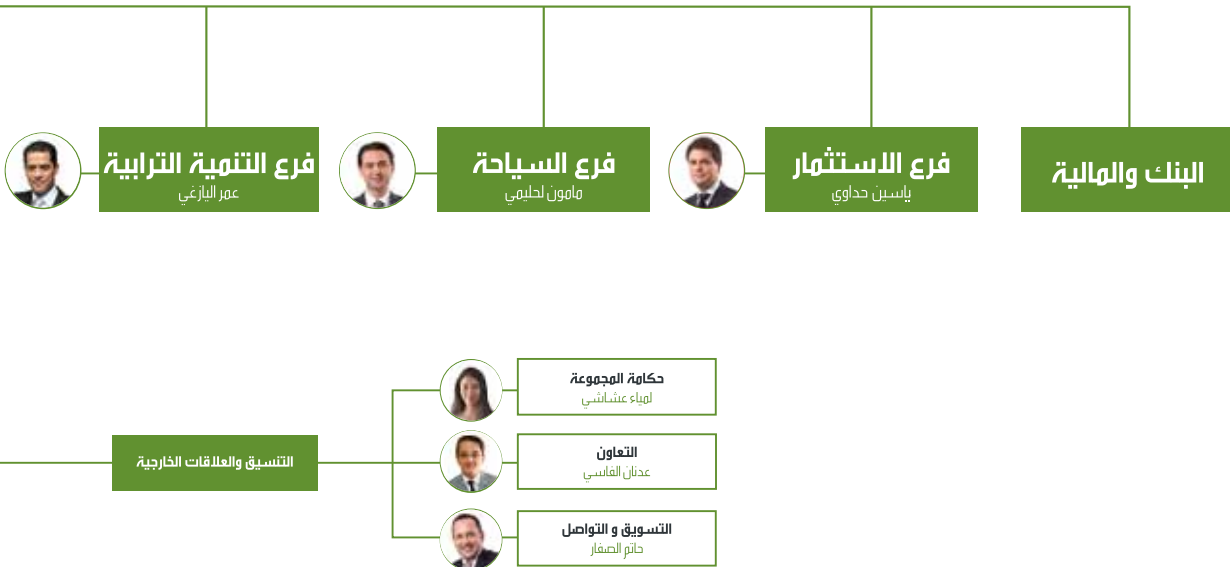 البنك والمالية
فرع الاستثمار
ياسين حداوي
فرع السياحة
مامون لحليمي
فرع التنمية الترابية
عمر اليازغي
حكامة المجموعة
لمياء عشاشي
التنسيق والعلاقات الخارجية
التعاون
عدنان الفاسي
التسويق و التواصل
حاتم الصفار